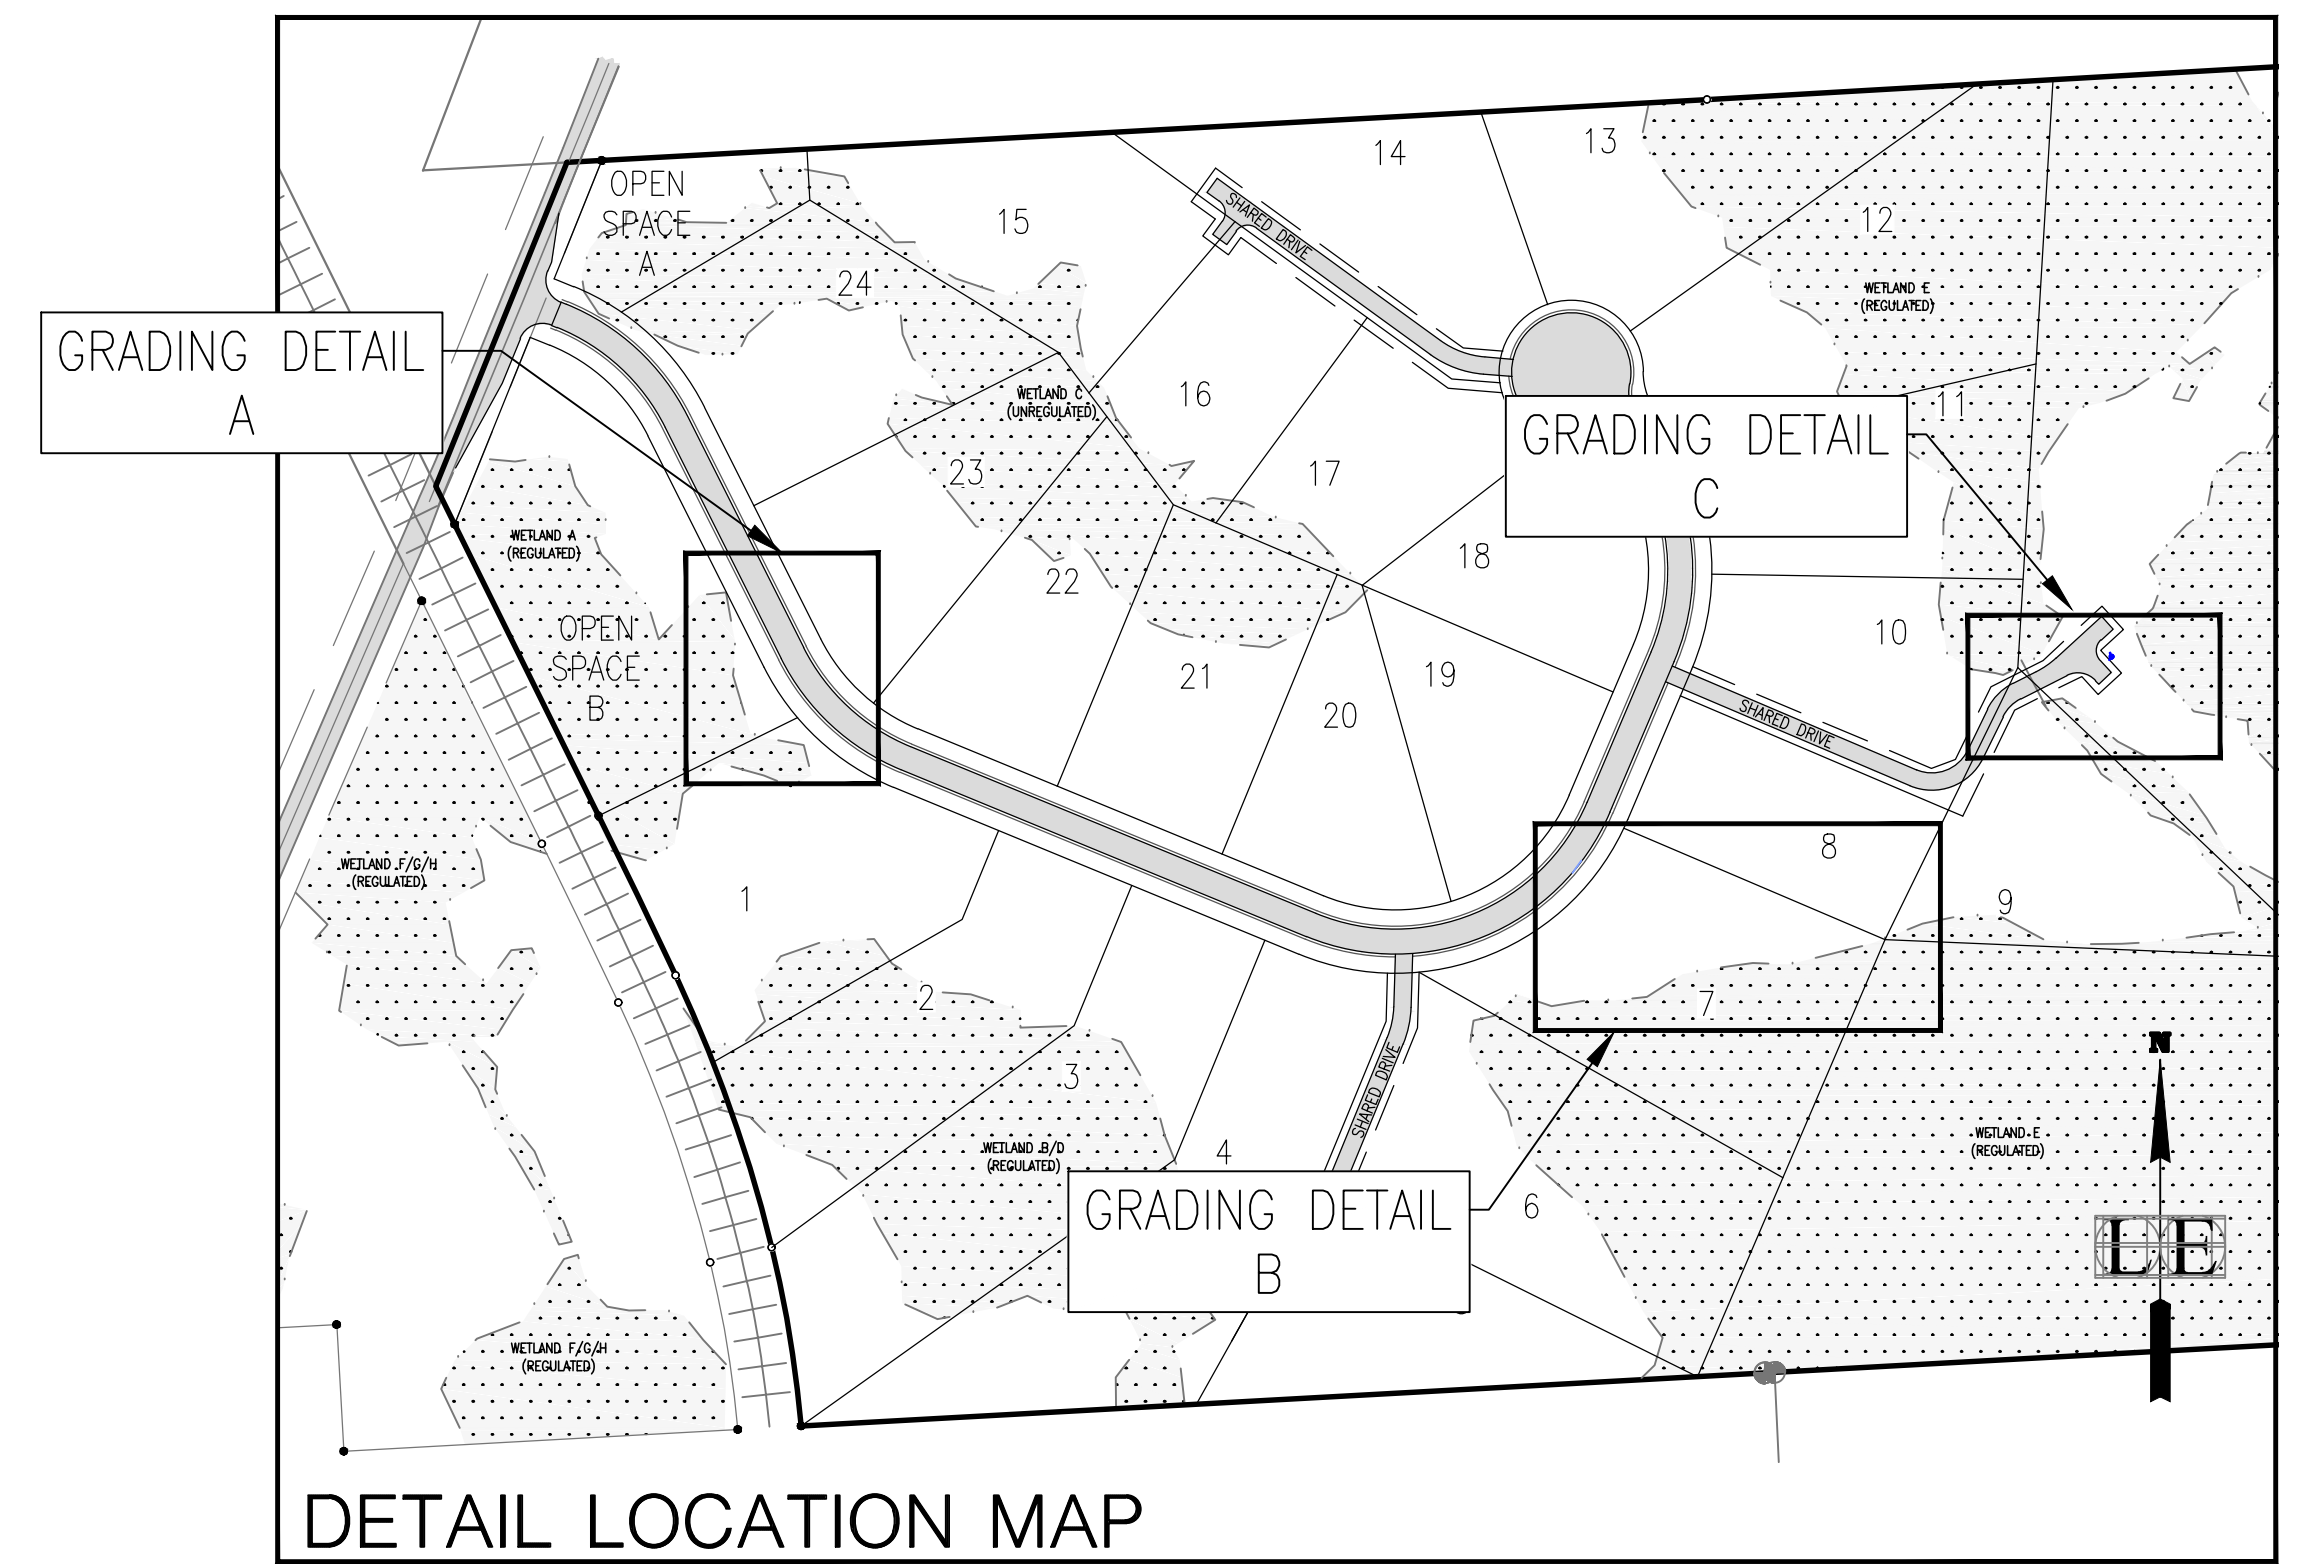 14
13
OPEN
SPACE
A
15
12
SHARED DRIVE
24
WETLAND E
(REGULATED)
GRADING DETAIL
A
WETLAND C
(UNREGULATED)
16
11
GRADING DETAIL
C
23
17
WETLAND A
(REGULATED)
18
22
OPEN
SPACE
B
10
21
19
20
SHARED DRIVE
8
WETLAND F/G/H
(REGULATED)
1
9
2
7
N
3
SHARED DRIVE
WETLAND B/D
(REGULATED)
4
WETLAND E
(REGULATED)
GRADING DETAIL
B
6
LE
WETLAND F/G/H
(REGULATED)
DETAIL LOCATION MAP